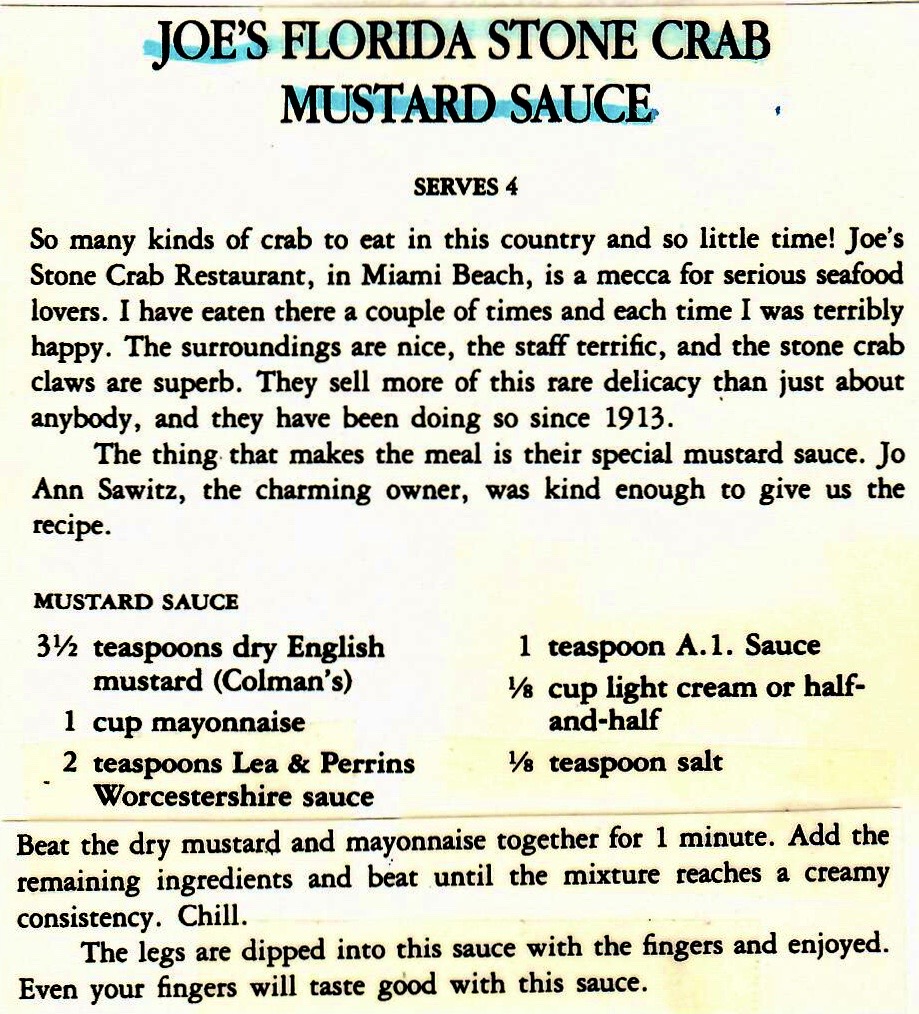 JOE'S FLORIDA STONE CRAB
MUSTARD SAUCE
SERVES 4
So many kinds of crab to eat in this country and so little time! Joe's
Stone Crab Restaurant, in Miami Beach, is a mecca for serious seafood
lovers. I have eaten there a couple of times and each time I was terribly
happy. The surroundings are nice, the staff terrific, and the stone crab
claws are superb. They sell more of this rare delicacy than just about
anybody, and they have been doing so since 1913.
The thing that makes the meal is their special mustard sauce. Jo
Ann Sawitz, the charming owner, was kind enough to give us the
recipe.
MUSTARD SAUCE
3½ teaspoons dry English
mustard (Colman's)
1 cup mayonnaise
2 teaspoons Lea & Perrins
Worcestershire sauce
1 teaspoon A.1. Sauce
⅛ cup light cream or half-
and-half
⅛ teaspoon salt
Beat the dry mustard and mayonnaise together for 1 minute. Add the
remaining ingredients and beat until the mixture reaches a creamy
consistency. Chill.
The legs are dipped into this sauce with the fingers and enjoyed.
Even your fingers will taste good with this sauce.